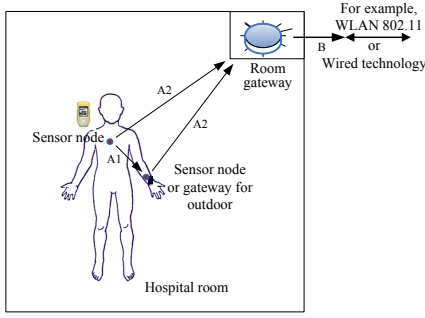 For example,
WLAN 802.11
or
Wired technology
B
Room
gateway
A2
A2
Sensor node
A1
Sensor node
or gateway for
outdoor
Hospital room